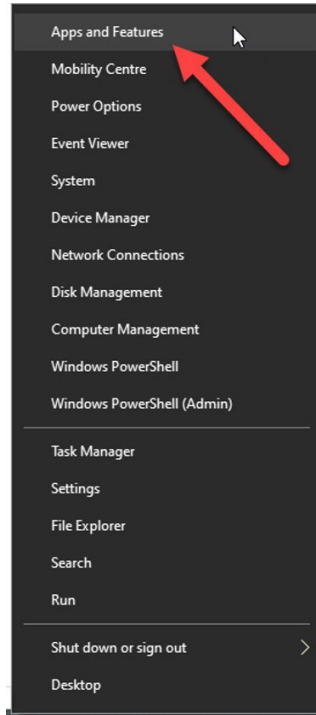 Apps and Features
Mobility Centre
Power Options
Event Viewer
System
Device Manager
Network Connections
Disk Management
Computer Management
Windows PowerShell
Windows PowerShell (Admin)
Task Manager
Settings
File Explorer
Search
Run
Shut down or sign out
Desktop